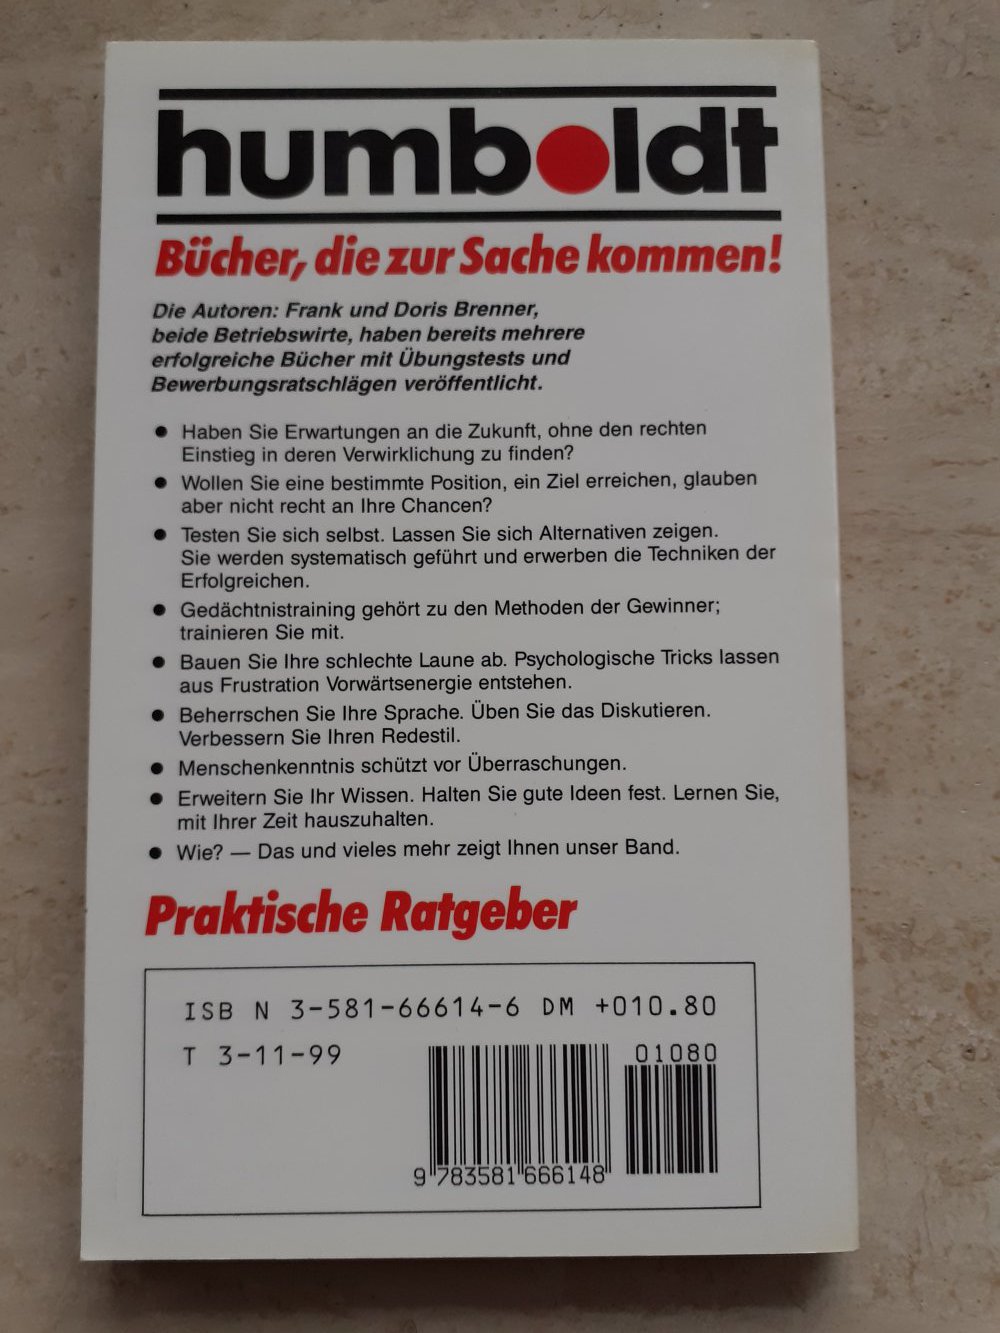 humboldt
Bücher, die zur Sache kommen!
Die Autoren: Frank und Doris Brenner,
beide Betriebswirte, haben bereits mehrere
erfolgreiche Bücher mit Übungstests und
Bewerbungsratschlägen veröffentlicht.
● Haben Sie Erwartungen an die Zukunft, ohne den rechten
Einstieg in deren Verwirklichung zu finden?
● Wollen Sie eine bestimmte Position, ein Ziel erreichen, glauben
aber nicht recht an Ihre Chancen?
● Testen Sie sich selbst. Lassen Sie sich Alternativen zeigen.
Sie werden systematisch geführt und erwerben die Techniken der
Erfolgreichen.
● Gedächtnistraining gehört zu den Methoden der Gewinner;
trainieren Sie mit.
● Bauen Sie Ihre schlechte Laune ab. Psychologische Tricks lassen
aus Frustration Vorwärtsenergie entstehen.
● Beherrschen Sie Ihre Sprache. Üben Sie das Diskutieren.
Verbessern Sie Ihren Redestil.
● Menschenkenntnis schützt vor Überraschungen.
● Erweitern Sie Ihr Wissen. Halten Sie gute Ideen fest. Lernen Sie,
mit Ihrer Zeit hauszuhalten.
● Wie? — Das und vieles mehr zeigt Ihnen unser Band.
Praktische Ratgeber
ISB N 3-581-66614-6 DM +010.80
T 3-11-99
01080
9 783581 666148